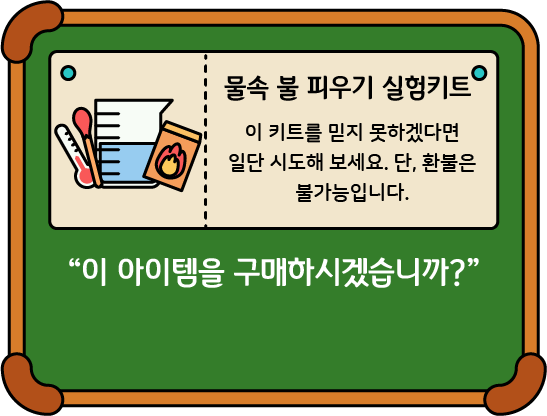 물속 불 피우기 실험키트
이 키트를 믿지 못하겠다면
일단 시도해 보세요. 단, 환불은
불가능입니다.
“이 아이템을 구매하시겠습니까?”